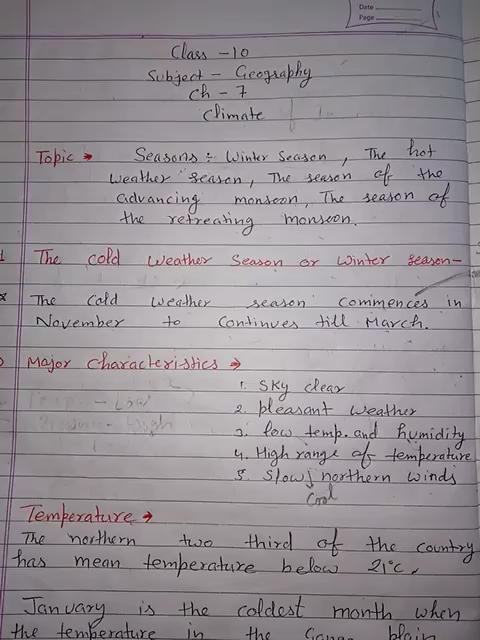 Date
Page
Class - 10
Subject - Geography
Ch - 7
Climate
Topic → Seasons :- Winter Season, The hot
weather season, The season of the
advancing monsoon, The season of
the retreating monsoon.
The cold weather season or winter season-
The cold weather season commences in
November to continues till March.
Major characteristics →
1. Sky clear
2. pleasant weather
3. low temp. and humidity
4. High range of temperature
5. Slow northern winds
Cool
Temperature →
The northern two third of the country
has mean temperature below 21°c.
January is the coldest month when
the temperature in the Ganga plain